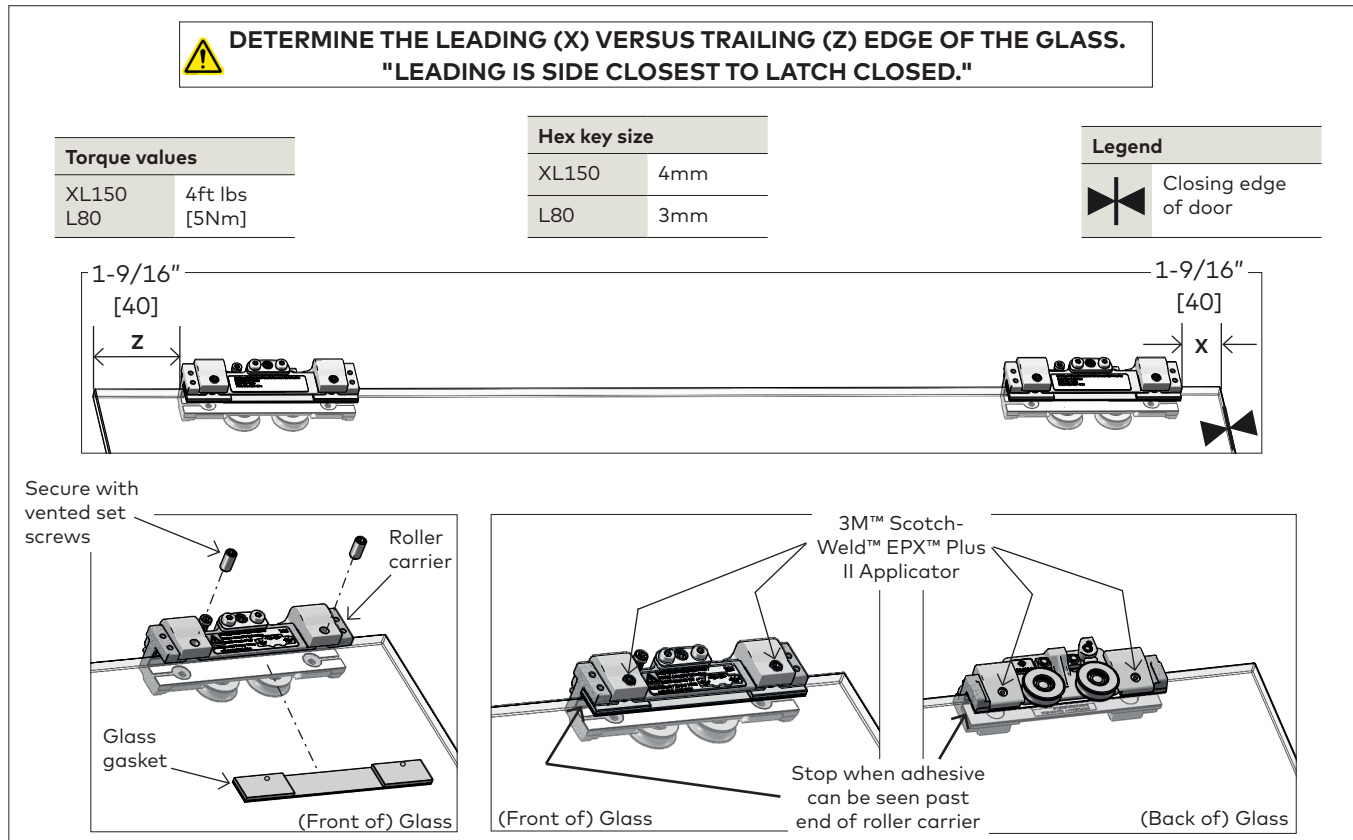 DETERMINE THE LEADING (X) VERSUS TRAILING (Z) EDGE OF THE GLASS.
"LEADING IS SIDE CLOSEST TO LATCH CLOSED."
Torque values
XL150 4ft lbs
L80 [5Nm]
Hex key size
XL150 4mm
L80 3mm
Legend
Closing edge
of door
1-9/16"
[40]
Z
1-9/16"
[40]
X
Secure with
vented set
screws
Roller
carrier
Glass
gasket
(Front of) Glass
3M™ Scotch-
Weld™ EPX™ Plus
II Applicator
Stop when adhesive
can be seen past
end of roller carrier
(Front of) Glass
(Back of) Glass